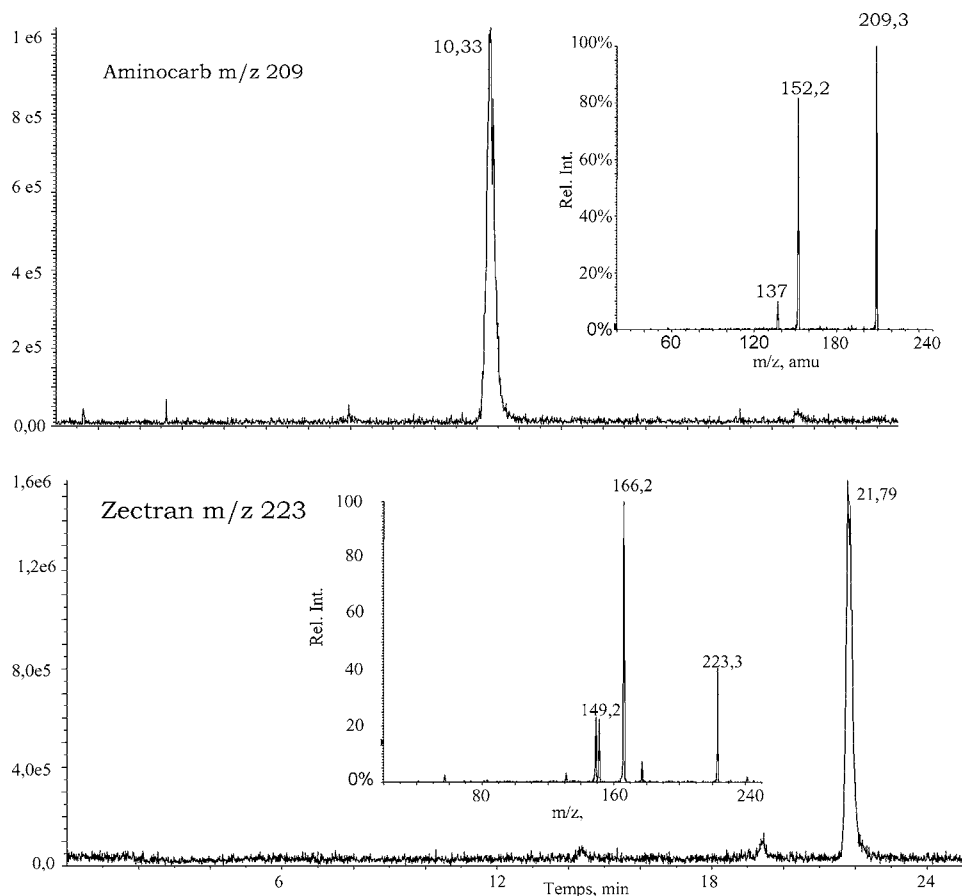 1 e6
8 e5
6 e5
4 e5
2 e5
0,00
Aminocarb m/z 209
10,33
209,3
152,2
137
100%
80%
60%
40%
20%
0%
Rel. Int.
60 120 180 240
m/z, amu
1,6e6
1,2e6
8,0e5
4,0e5
0,0
Zectran m/z 223
166,2
21,79
223,3
149,2
100
80
60
40
20
0%
Rel. Int.
80 160 240
m/z,
6 12 18 24
Temps, min